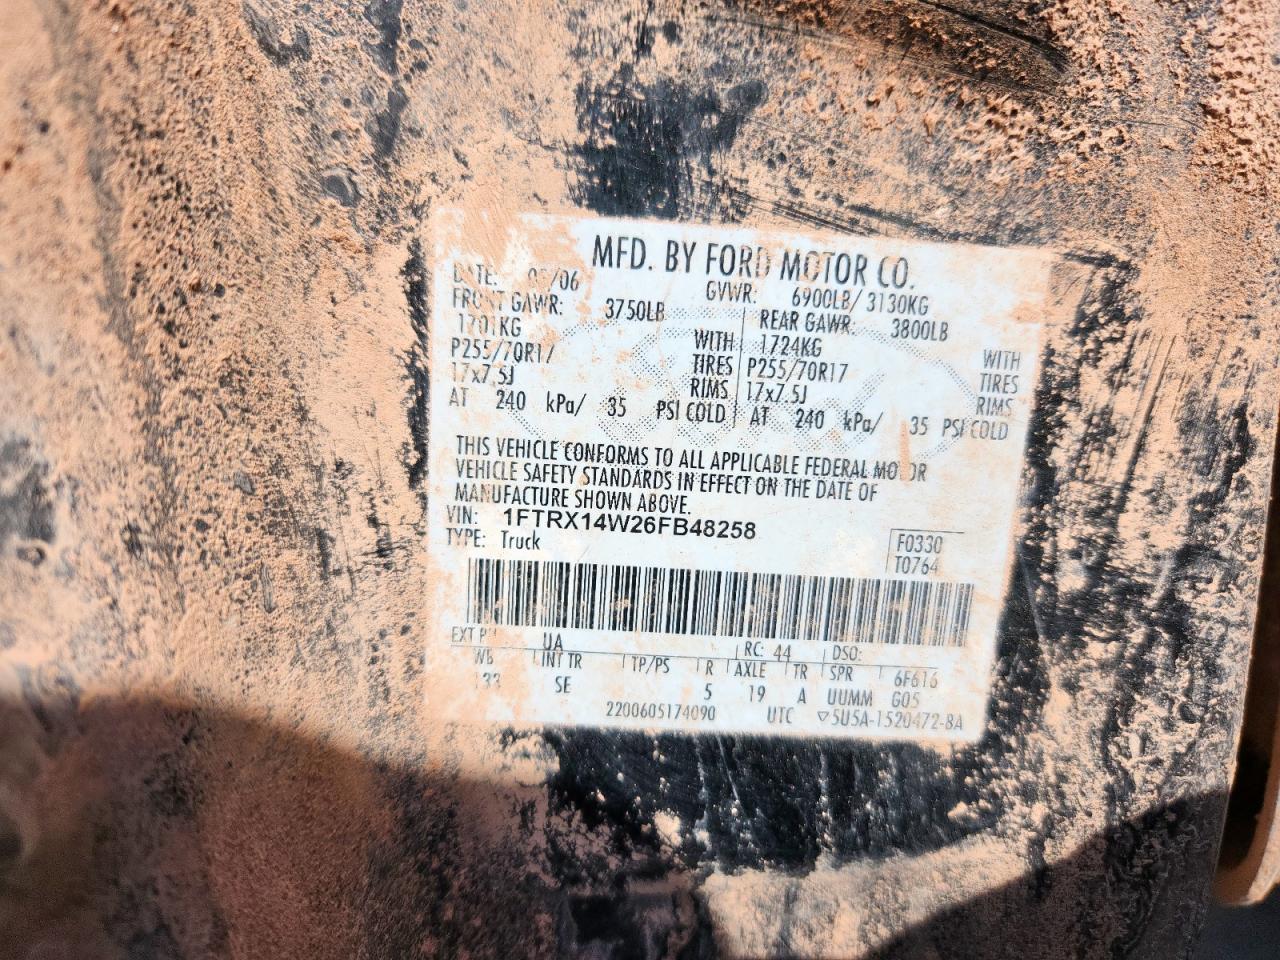 MFD. BY FORD MOTOR CO.
DATE: /06 GVWR: 6900LB/ 3130KG
FRONT GAWR: 3750LB REAR GAWR: 3800LB
1701KG WITH 1724KG WITH
P255/70R17 TIRES P255/70R17 TIRES
17x7.5J RIMS 17x7.5J RIMS
AT 240 kPa/ 35 PSI COLD AT 240 kPa/ 35 PSI COLD
THIS VEHICLE CONFORMS TO ALL APPLICABLE FEDERAL MOTOR
VEHICLE SAFETY STANDARDS IN EFFECT ON THE DATE OF
MANUFACTURE SHOWN ABOVE.
VIN: 1FTRX14W26FB48258
TYPE: Truck
F0330
T0764
EXT UA RC: 44 DSO:
WB INT TR TP/PS R AXLE TR SPR 6F616
SE 5 19 A UUMM G05
2200605174090 UTC ▽5U5A-1520472-BA